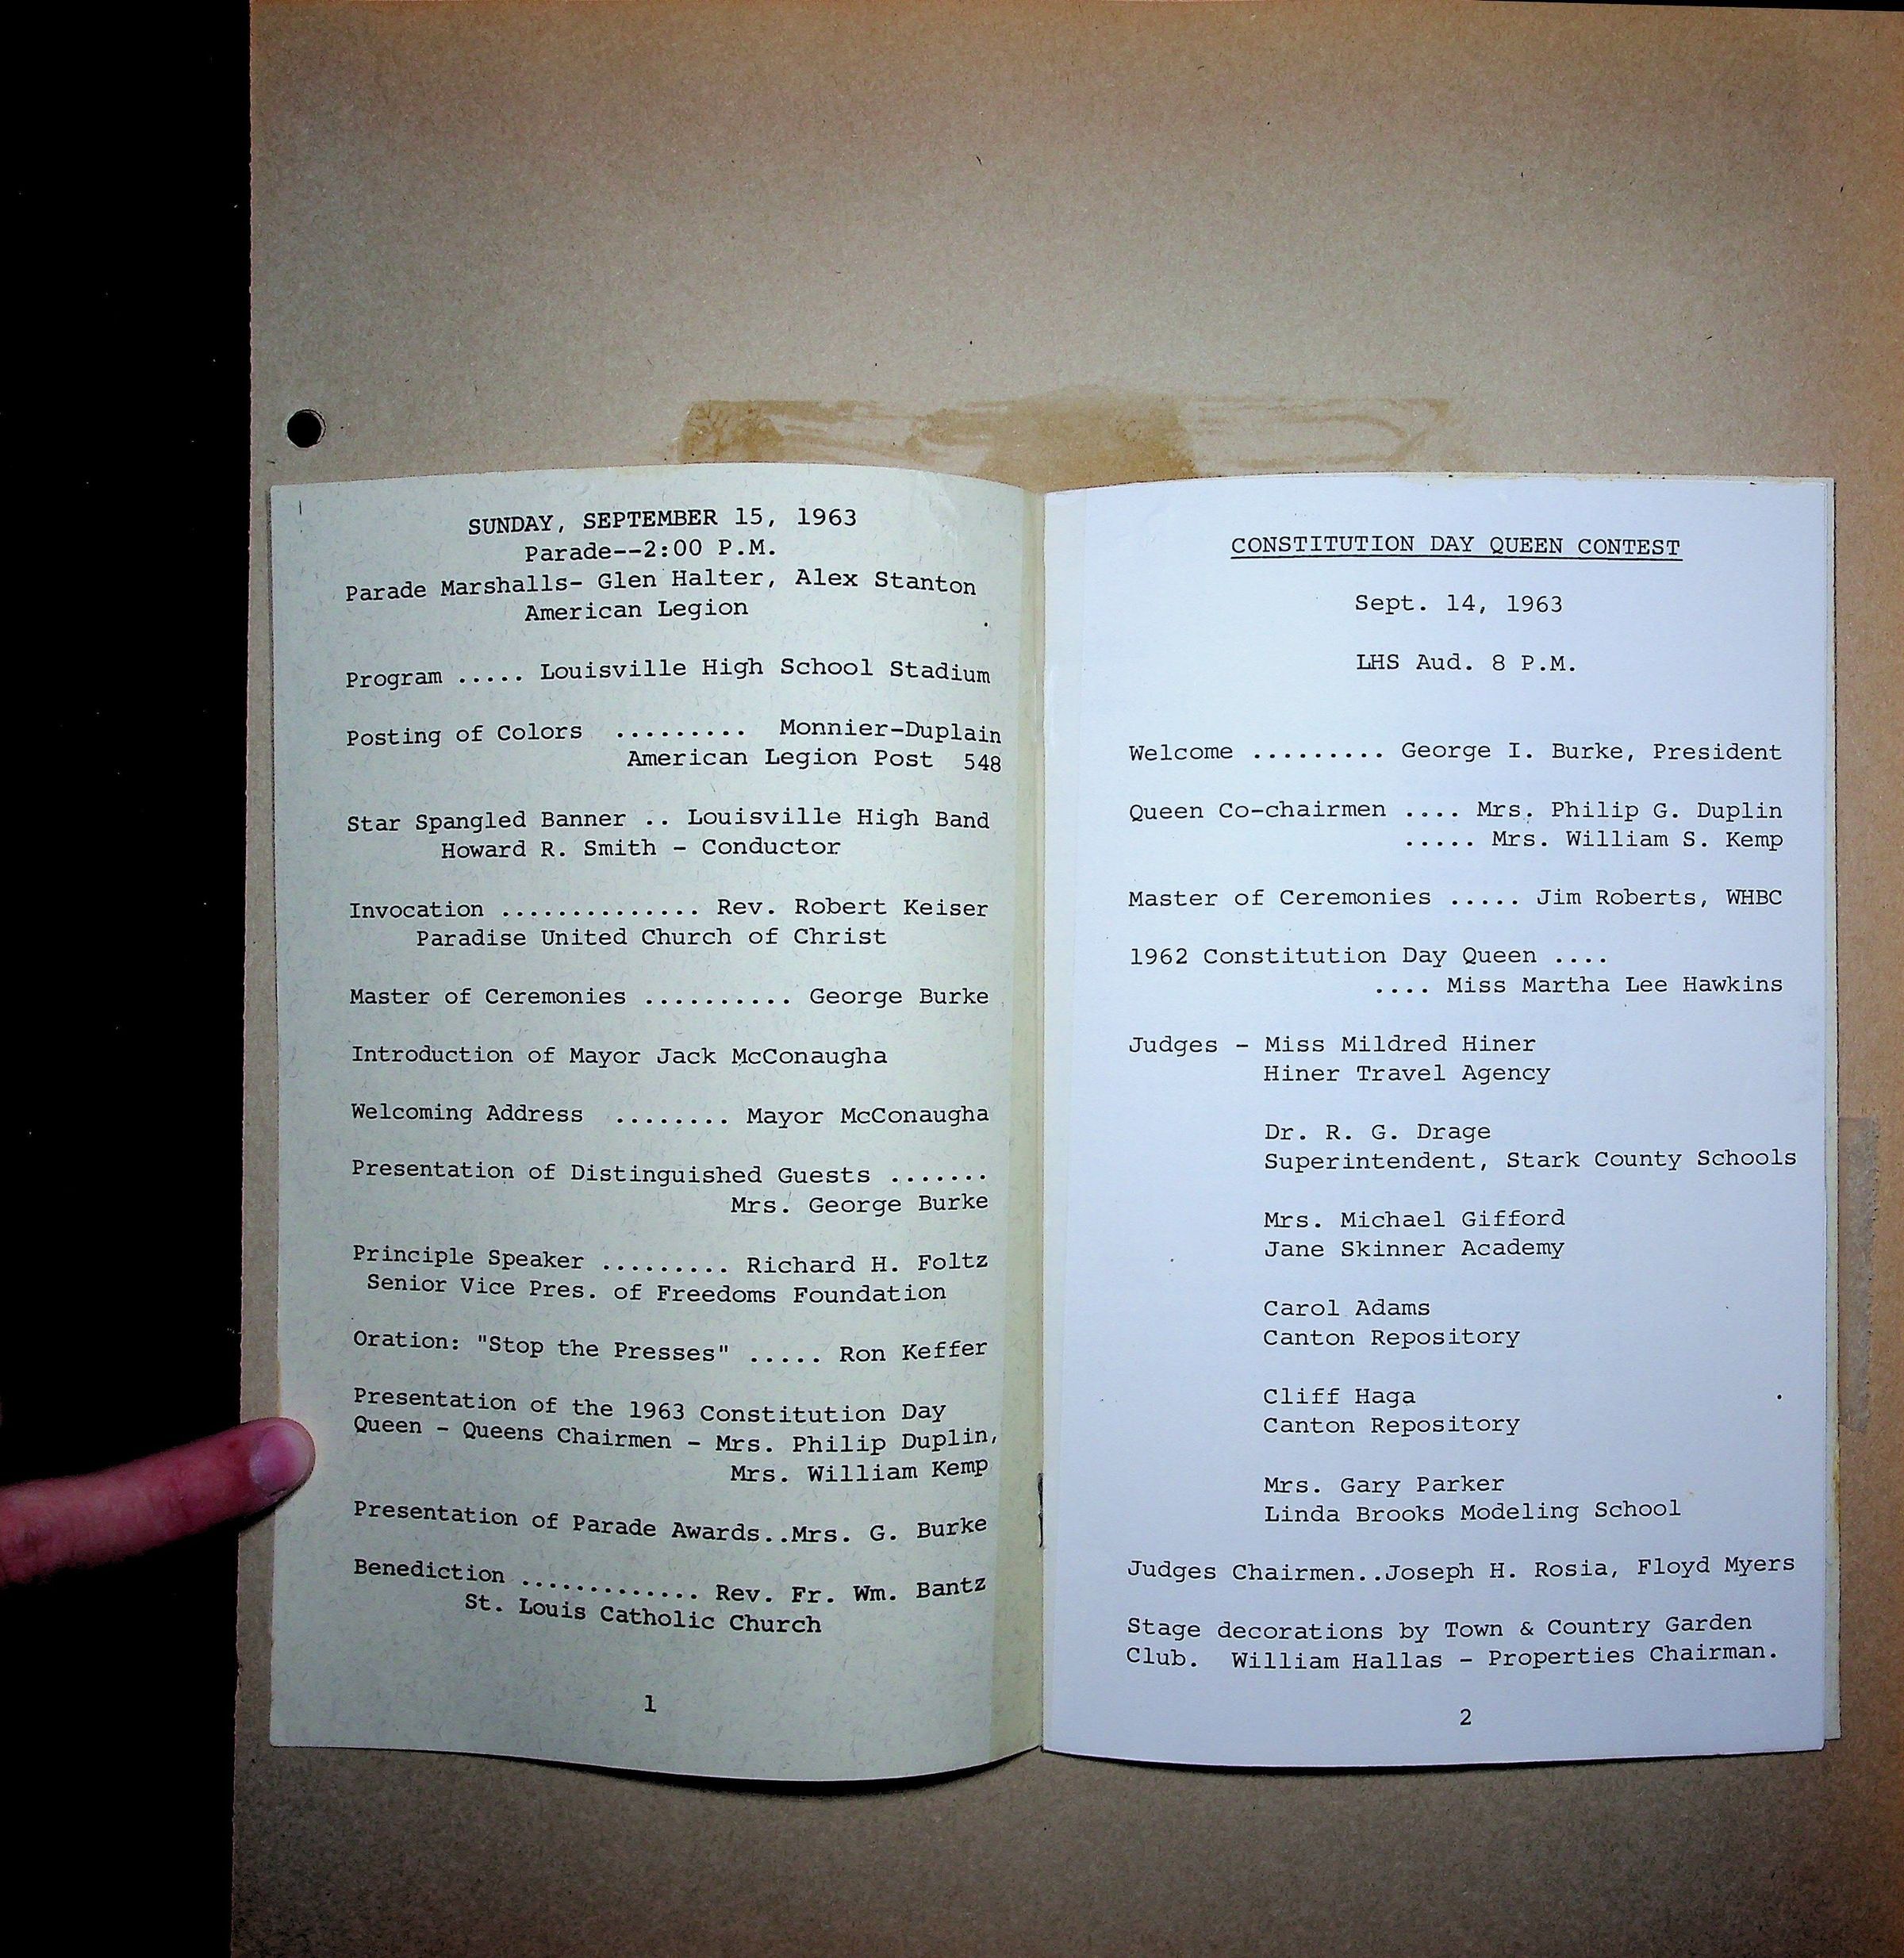 SUNDAY, SEPTEMBER 15, 1963
Parade--2:00 P.M.
Parade Marshalls- Glen Halter, Alex Stanton
American Legion
Program ..... Louisville High School Stadium
Posting of Colors ......... Monnier-Duplain
American Legion Post 548
Star Spangled Banner .. Louisville High Band
Howard R. Smith - Conductor
Invocation .............. Rev. Robert Keiser
Paradise United Church of Christ
Master of Ceremonies .......... George Burke
Introduction of Mayor Jack McConaugha
Welcoming Address ........ Mayor McConaugha
Presentation of Distinguished Guests .......
Mrs. George Burke
Principle Speaker ......... Richard H. Foltz
Senior Vice Pres. of Freedoms Foundation
Oration: "Stop the Presses" ..... Ron Keffer
Presentation of the 1963 Constitution Day
Queen - Queens Chairmen - Mrs. Philip Duplin,
Mrs. William Kemp
Presentation of Parade Awards..Mrs. G. Burke
Benediction ............. Rev. Fr. Wm. Bantz
St. Louis Catholic Church
1
CONSTITUTION DAY QUEEN CONTEST
Sept. 14, 1963
LHS Aud. 8 P.M.
Welcome ......... George I. Burke, President
Queen Co-chairmen .... Mrs. Philip G. Duplin
..... Mrs. William S. Kemp
Master of Ceremonies ..... Jim Roberts, WHBC
1962 Constitution Day Queen ....
.... Miss Martha Lee Hawkins
Judges - Miss Mildred Hiner
Hiner Travel Agency
Dr. R. G. Drage
Superintendent, Stark County Schools
Mrs. Michael Gifford
Jane Skinner Academy
Carol Adams
Canton Repository
Cliff Haga
Canton Repository
Mrs. Gary Parker
Linda Brooks Modeling School
Judges Chairmen..Joseph H. Rosia, Floyd Myers
Stage decorations by Town & Country Garden
Club. William Hallas - Properties Chairman.
2